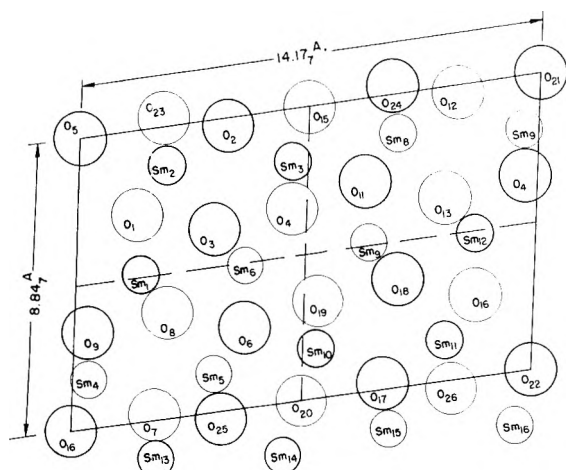 14.17₇ A.
8.84₇ A
O₅
C₂₃
O₂
O₁₅
O₂₄
O₁₂
O₂₁
Sm₂
Sm₃
Sm₈
Sm₉
O₁
O₃
O₄
O₁₁
O₁₃
O₄
Sm₁
Sm₆
Sm₉
Sm₁₂
O₉
O₈
O₆
O₁₉
O₁₈
O₁₆
Sm₄
Sm₅
Sm₁₀
Sm₁₁
O₁₆
O₇
O₂₅
O₂₀
O₁₇
O₂₆
O₂₂
Sm₁₃
Sm₁₄
Sm₁₅
Sm₁₆